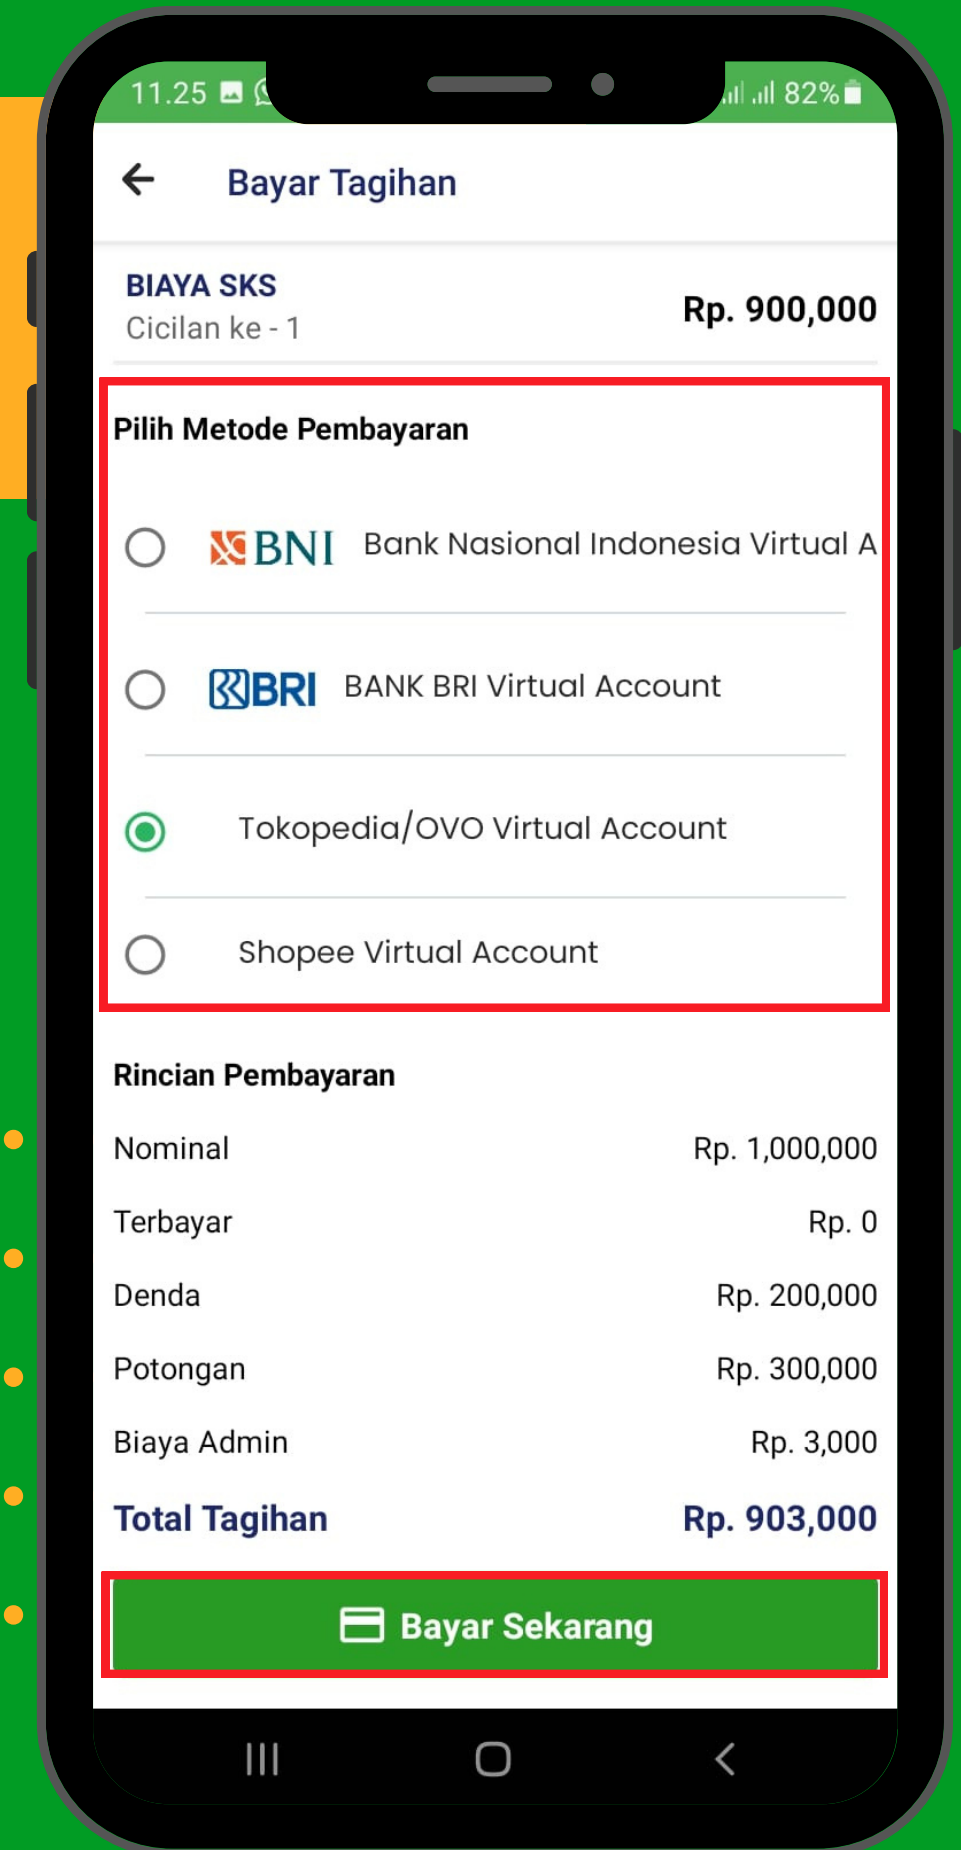 11.25 82%
Bayar Tagihan
BIAYA SKS
Cicilan ke - 1
Rp. 900,000
Pilih Metode Pembayaran
BNI Bank Nasional Indonesia Virtual A
BRI BANK BRI Virtual Account
Tokopedia/OVO Virtual Account
Shopee Virtual Account
Rincian Pembayaran
Nominal Rp. 1,000,000
Terbayar Rp. 0
Denda Rp. 200,000
Potongan Rp. 300,000
Biaya Admin Rp. 3,000
Total Tagihan Rp. 903,000
Bayar Sekarang